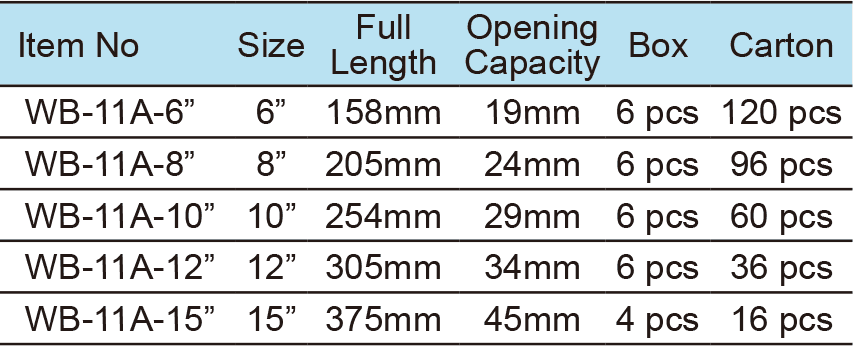 Item No Size Full Length Opening Capacity Box Carton
WB-11A-6” 6” 158mm 19mm 6 pcs 120 pcs
WB-11A-8” 8” 205mm 24mm 6 pcs 96 pcs
WB-11A-10” 10” 254mm 29mm 6 pcs 60 pcs
WB-11A-12” 12” 305mm 34mm 6 pcs 36 pcs
WB-11A-15” 15” 375mm 45mm 4 pcs 16 pcs